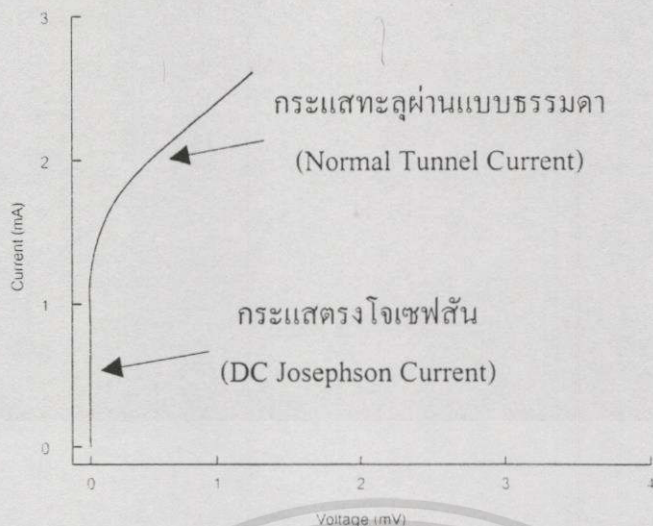 3
กระแสทะลุผ่านแบบธรรมดา
(Normal Tunnel Current)
2
Current (mA)
1
กระแสตรงโจเซฟสัน
(DC Josephson Current)
0
0 1 2 3 4
Voltage (mV)